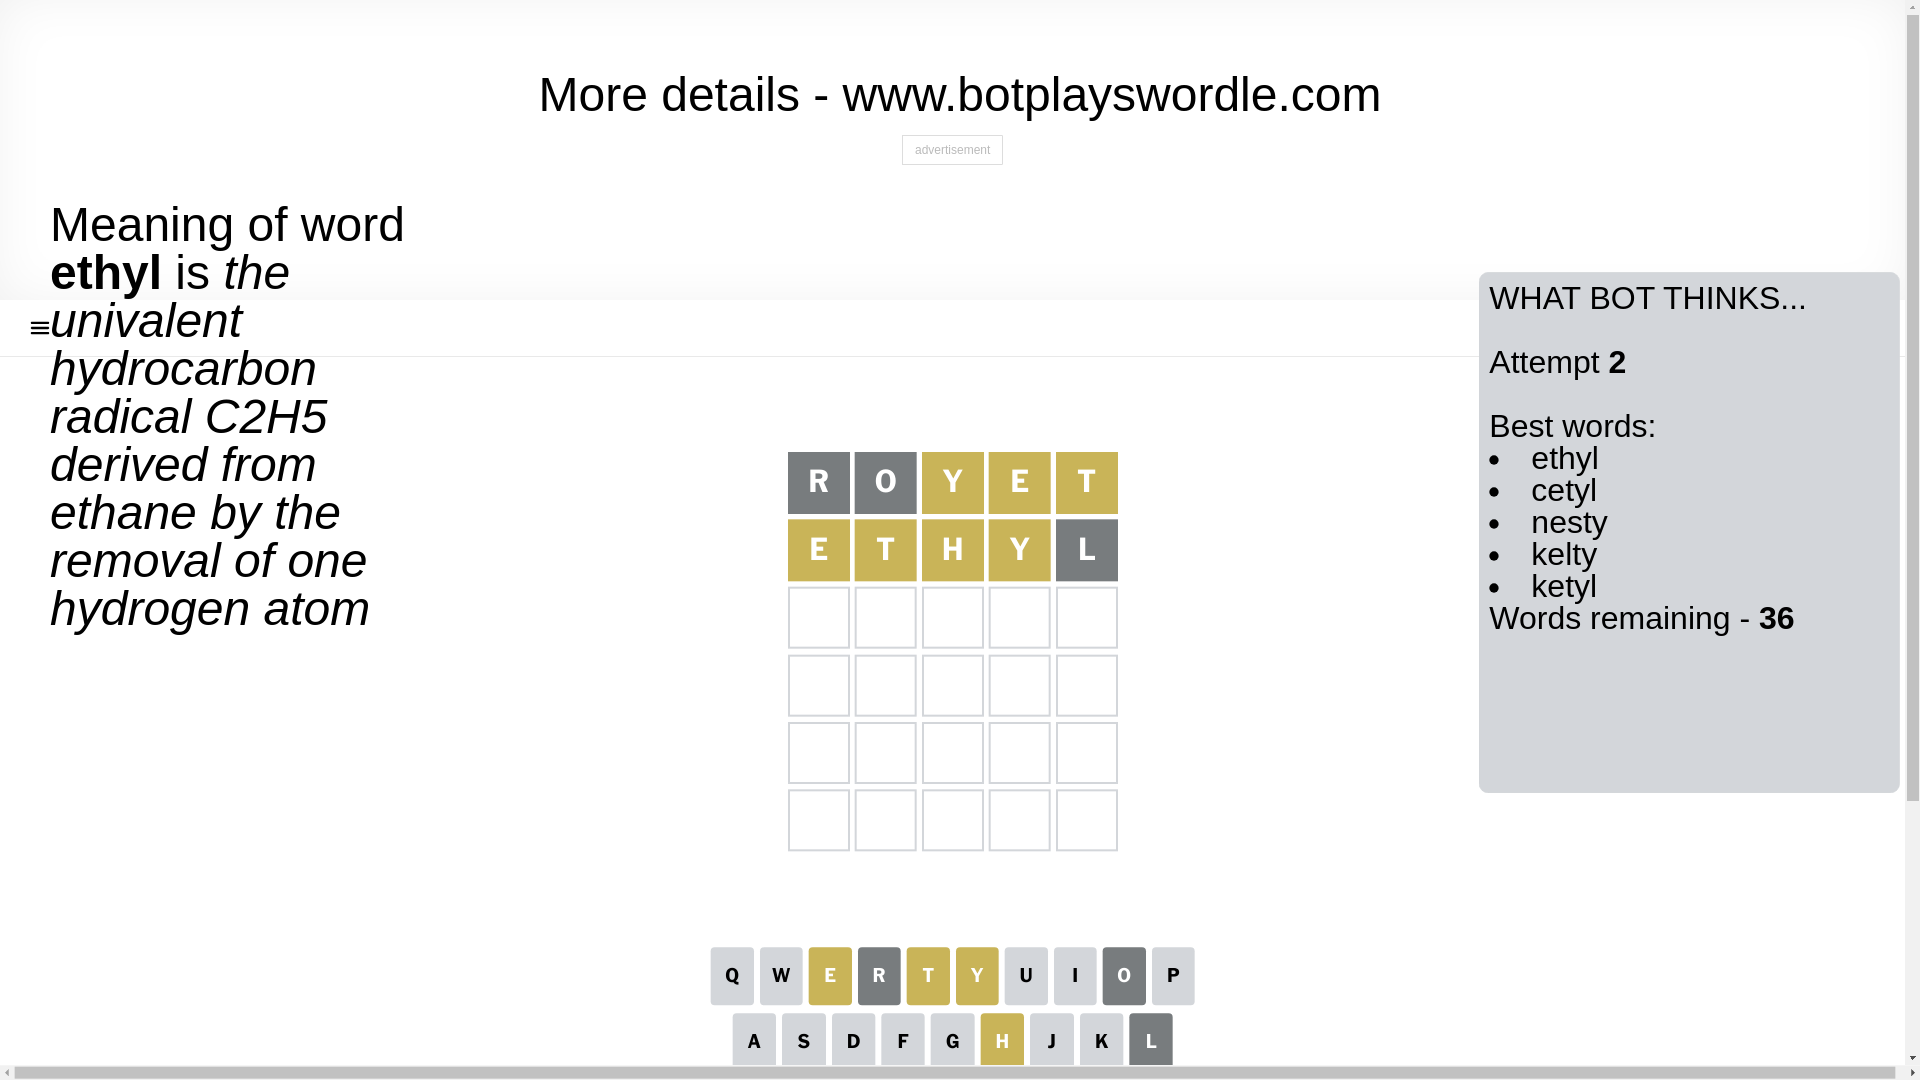 More details - www.botplayswordle.com
advertisement
Meaning of word
ethyl is the
univalent
hydrocarbon
radical C2H5
derived from
ethane by the
removal of one
hydrogen atom
WHAT BOT THINKS...
Attempt 2
Best words:
• ethyl
• cetyl
• nesty
• kelty
• ketyl
Words remaining - 36
R O Y E T
E T H Y L
Q W E R T Y U I O P
A S D F G H J K L